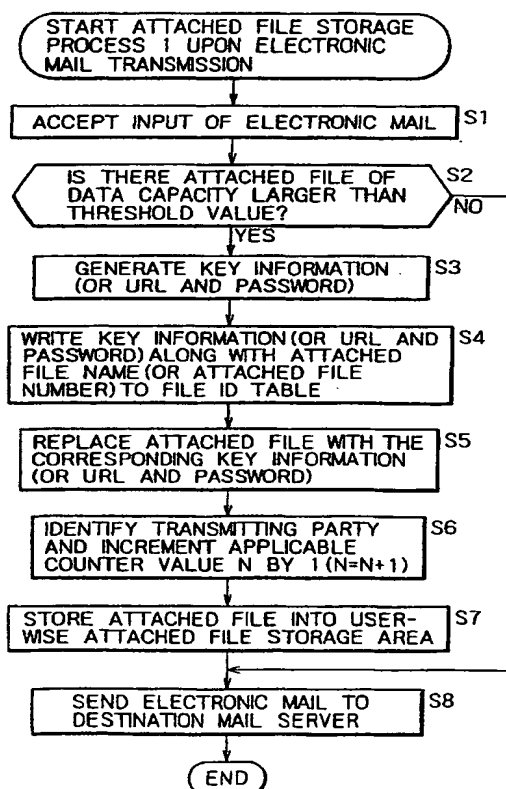 START ATTACHED FILE STORAGE
PROCESS 1 UPON ELECTRONIC
MAIL TRANSMISSION
ACCEPT INPUT OF ELECTRONIC MAIL
S1
IS THERE ATTACHED FILE OF
DATA CAPACITY LARGER THAN
THRESHOLD VALUE?
S2
NO
YES
GENERATE KEY INFORMATION
(OR URL AND PASSWORD)
S3
WRITE KEY INFORMATION (OR URL AND
PASSWORD) ALONG WITH ATTACHED
FILE NAME (OR ATTACHED FILE
NUMBER) TO FILE ID TABLE
S4
REPLACE ATTACHED FILE WITH THE
CORRESPONDING KEY INFORMATION
(OR URL AND PASSWORD)
S5
IDENTIFY TRANSMITTING PARTY
AND INCREMENT APPLICABLE
COUNTER VALUE N BY 1 (N=N+1)
S6
STORE ATTACHED FILE INTO USER-
WISE ATTACHED FILE STORAGE AREA
S7
SEND ELECTRONIC MAIL TO
DESTINATION MAIL SERVER
S8
END